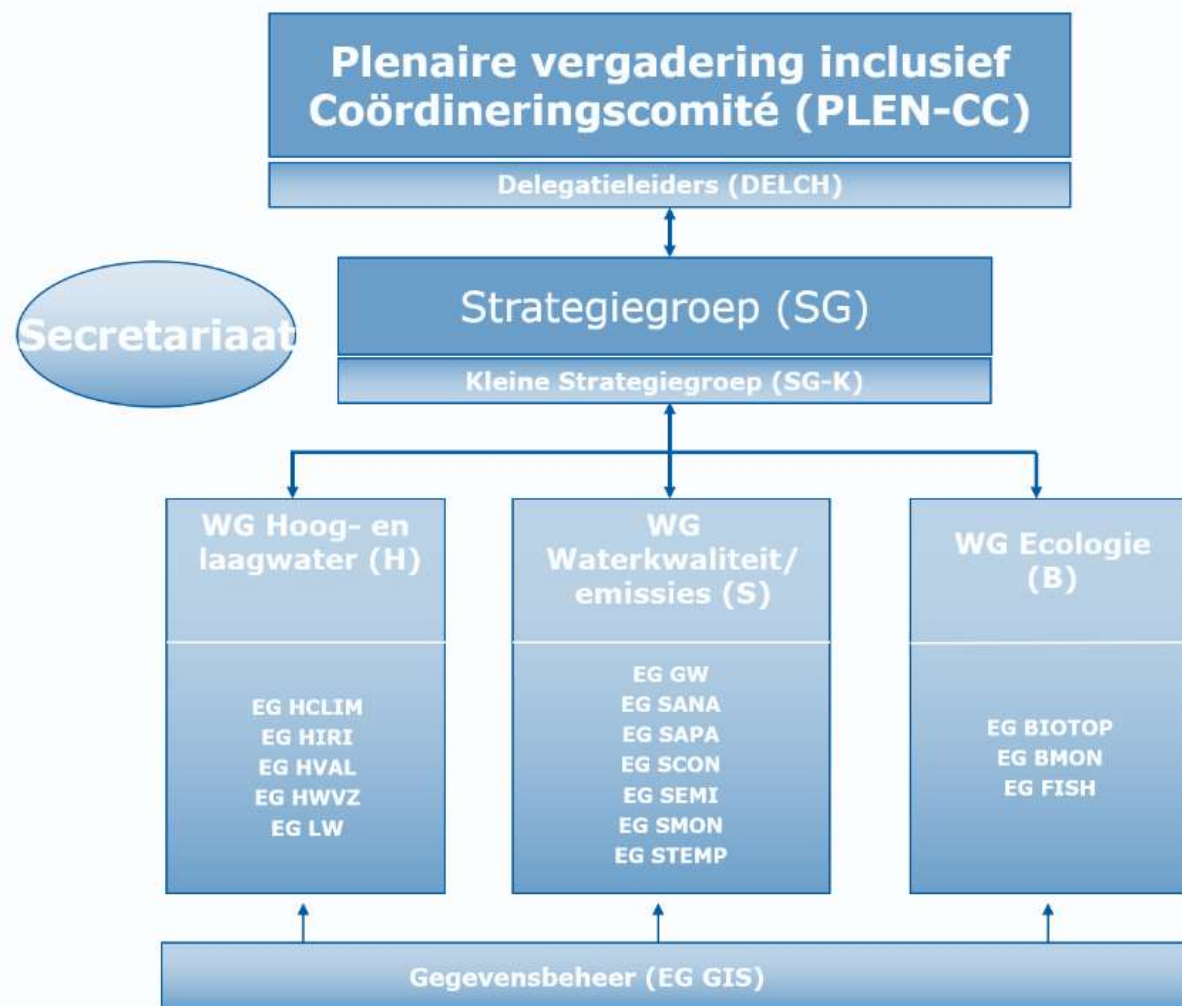 Plenaire vergadering inclusief
Coördineringscomité (PLEN-CC)
Delegatieleiders (DELCH)
Secretariaat
Strategiegroep (SG)
Kleine Strategiegroep (SG-K)
WG Hoog- en
laagwater (H)
EG HCLIM
EG HIRI
EG HVAL
EG HWVZ
EG LW
WG
Waterkwaliteit/
emissies (S)
EG GW
EG SANA
EG SAPA
EG SCON
EG SEMI
EG SMON
EG STEMP
WG Ecologie
(B)
EG BIOTOP
EG BMON
EG FISH
Gegevensbeheer (EG GIS)